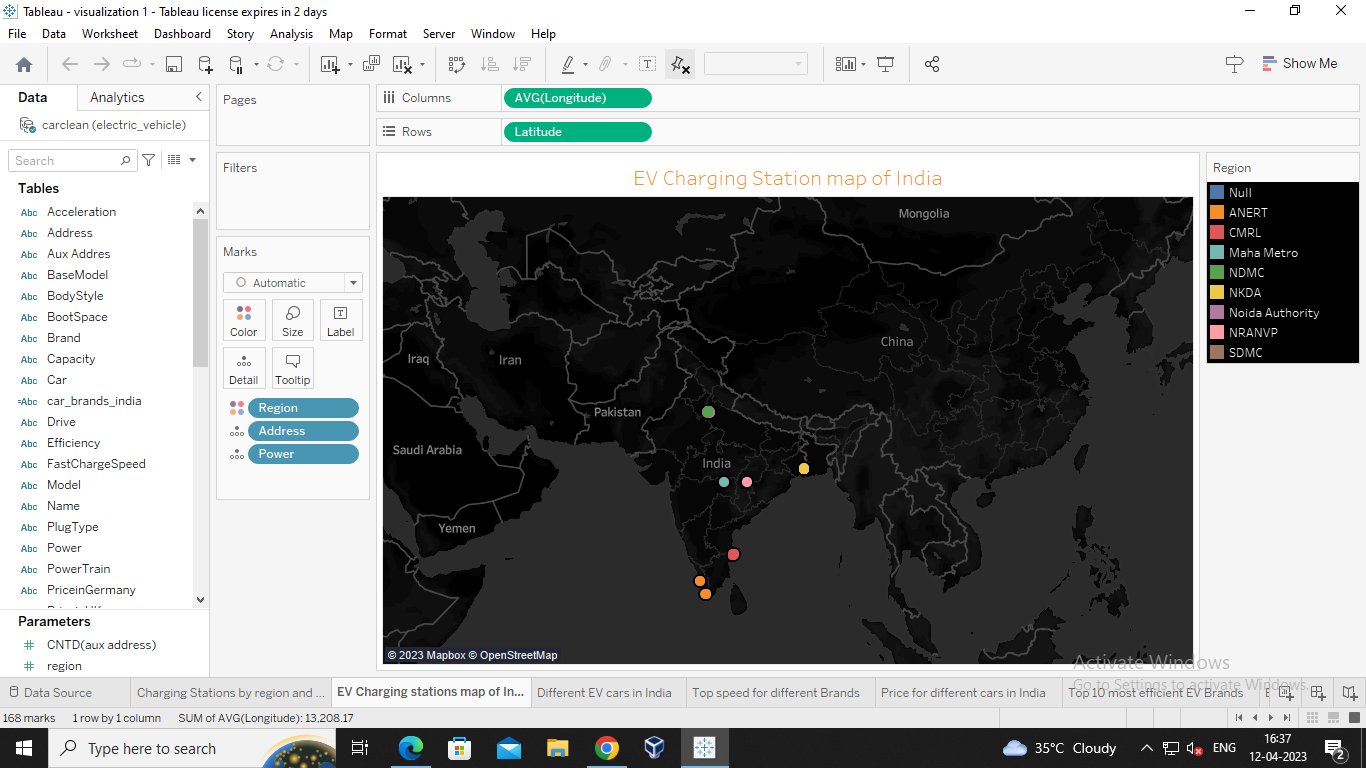 Tableau - visualization 1 - Tableau license expires in 2 days
File Data Worksheet Dashboard Story Analysis Map Format Server Window Help
Show Me
Data Analytics
carclean (electric_vehicle)
Search
Tables
Abc Acceleration
Abc Address
Abc Aux Addres
Abc BaseModel
Abc BodyStyle
Abc BootSpace
Abc Brand
Abc Capacity
Abc Car
=Abc car_brands_india
Abc Drive
Abc Efficiency
Abc FastChargeSpeed
Abc Model
Abc Name
Abc PlugType
Abc Power
Abc PowerTrain
Abc PriceinGermany
Parameters
# CNTD(aux address)
# region
Pages
Filters
Marks
Automatic
Color Size Label
Detail Tooltip
Region
Address
Power
Columns AVG(Longitude)
Rows Latitude
EV Charging Station map of India
Mongolia
China
Iraq
Iran
Pakistan
Saudi Arabia
India
Yemen
© 2023 Mapbox © OpenStreetMap
Region
Null
ANERT
CMRL
Maha Metro
NDMC
NKDA
Noida Authority
NRANVP
SDMC
Activate Windows
Go to Settings to activate Windows.
Data Source Charging Stations by region and ... EV Charging stations map of In... Different EV cars in India Top speed for different Brands Price for different cars in India Top 10 most efficient EV Brands
168 marks 1 row by 1 column SUM of AVG(Longitude): 13,208.17
Type here to search
35°C Cloudy
ENG
16:37
12-04-2023
2